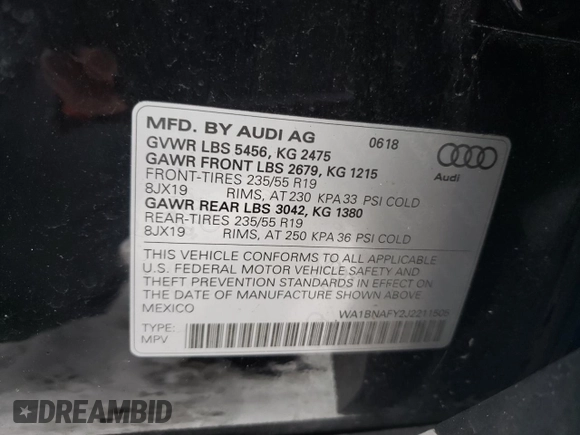 MFD. BY AUDI AG 0618
GVWR LBS 5456, KG 2475
GAWR FRONT LBS 2679, KG 1215
FRONT-TIRES 235/55 R19
8JX19 RIMS, AT 230 KPA 33 PSI COLD
GAWR REAR LBS 3042, KG 1380
REAR-TIRES 235/55 R19
8JX19 RIMS, AT 250 KPA 36 PSI COLD
Audi
THIS VEHICLE CONFORMS TO ALL APPLICABLE
U.S. FEDERAL MOTOR VEHICLE SAFETY AND
THEFT PREVENTION STANDARDS IN EFFECT ON
THE DATE OF MANUFACTURE SHOWN ABOVE.
MEXICO
WA1BNAFY2J2211505
TYPE:
MPV
DREAMBID